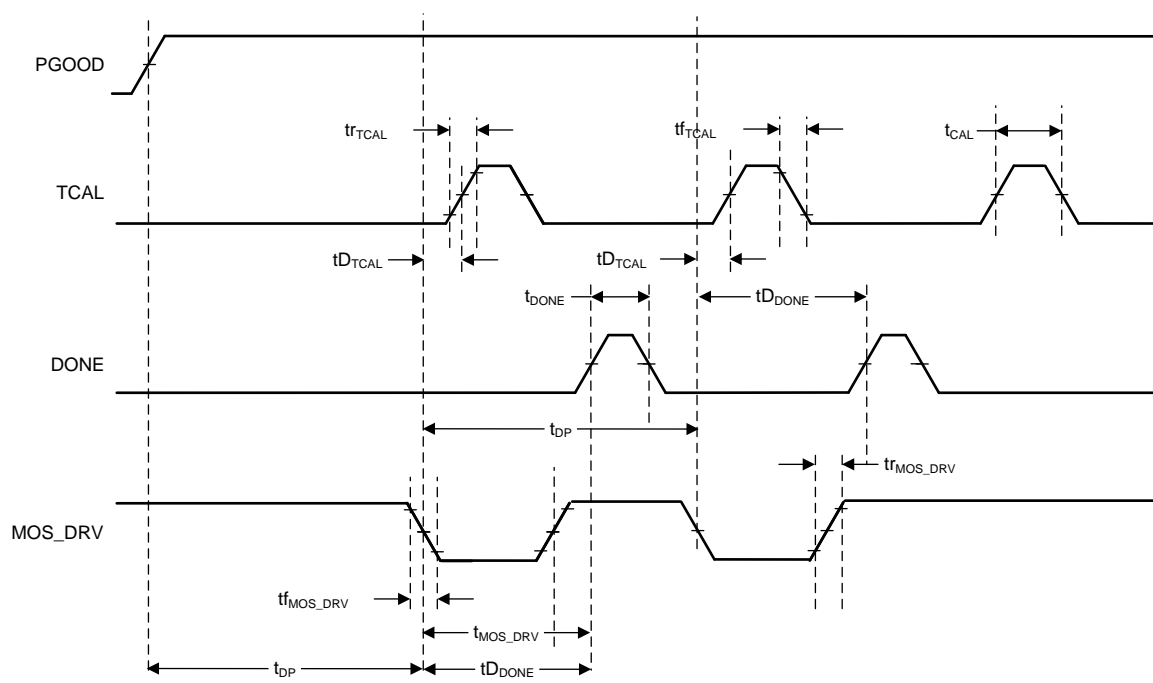 PGOOD
trTCAL
tfTCAL
tCAL
TCAL
tDTCAL
tDTCAL
tDONE
tDDONE
DONE
tDP
trMOS_DRV
MOS_DRV
tfMOS_DRV
tMOS_DRV
tDP
tDDONE